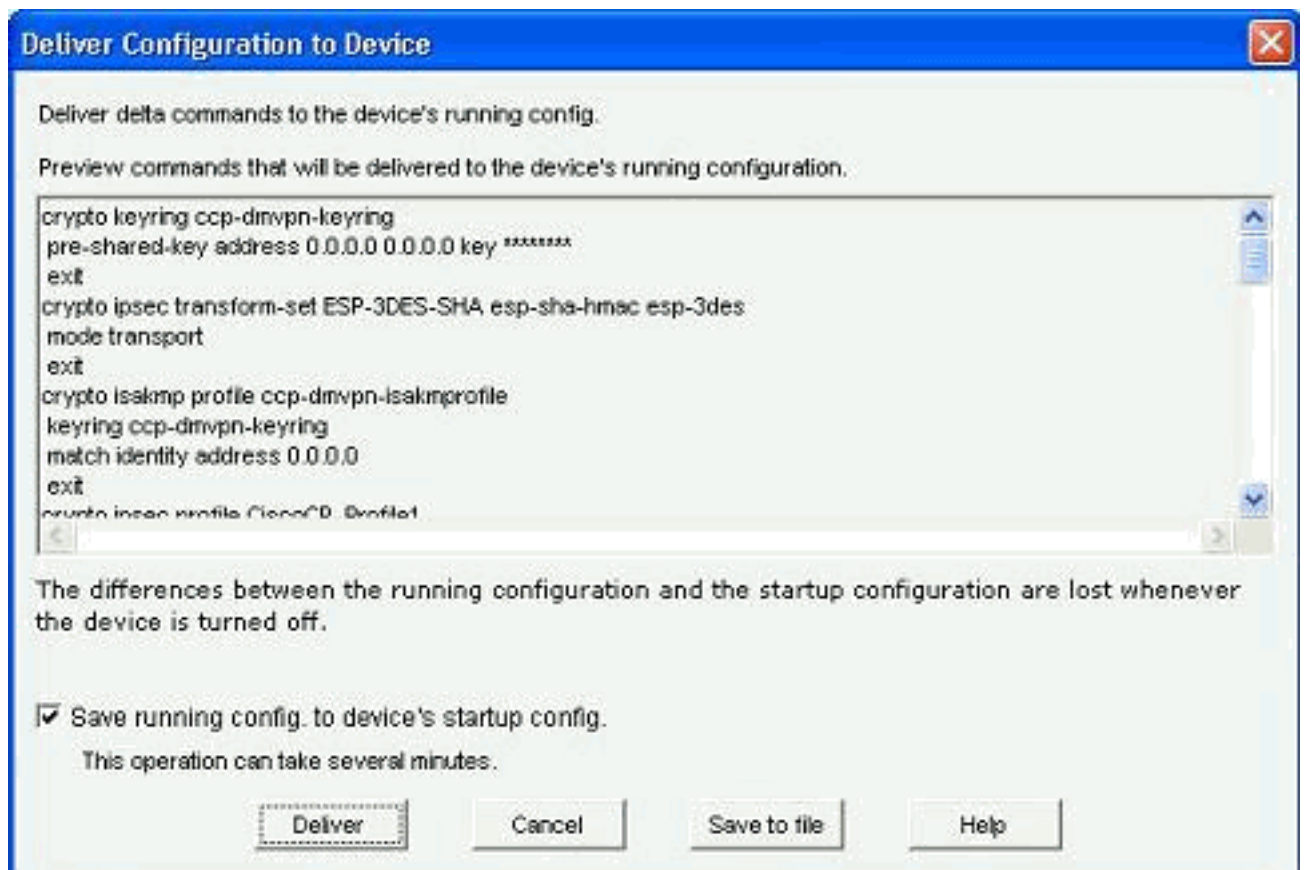 Deliver Configuration to Device
Deliver delta commands to the device's running config.
Preview commands that will be delivered to the device's running configuration.
crypto keyring ccp-dmvpn-keyring
pre-shared-key address 0.0.0.0 0.0.0.0 key ********
exit
crypto ipsec transform-set ESP-3DES-SHA esp-sha-hmac esp-3des
mode transport
exit
crypto isakmp profile ccp-dmvpn-isakmprofile
keyring ccp-dmvpn-keyring
match identity address 0.0.0.0
exit
crypto ipsec profile CiscoCP_Profile1
The differences between the running configuration and the startup configuration are lost whenever
the device is turned off.
Save running config. to device's startup config.
This operation can take several minutes.
Deliver
Cancel
Save to file
Help